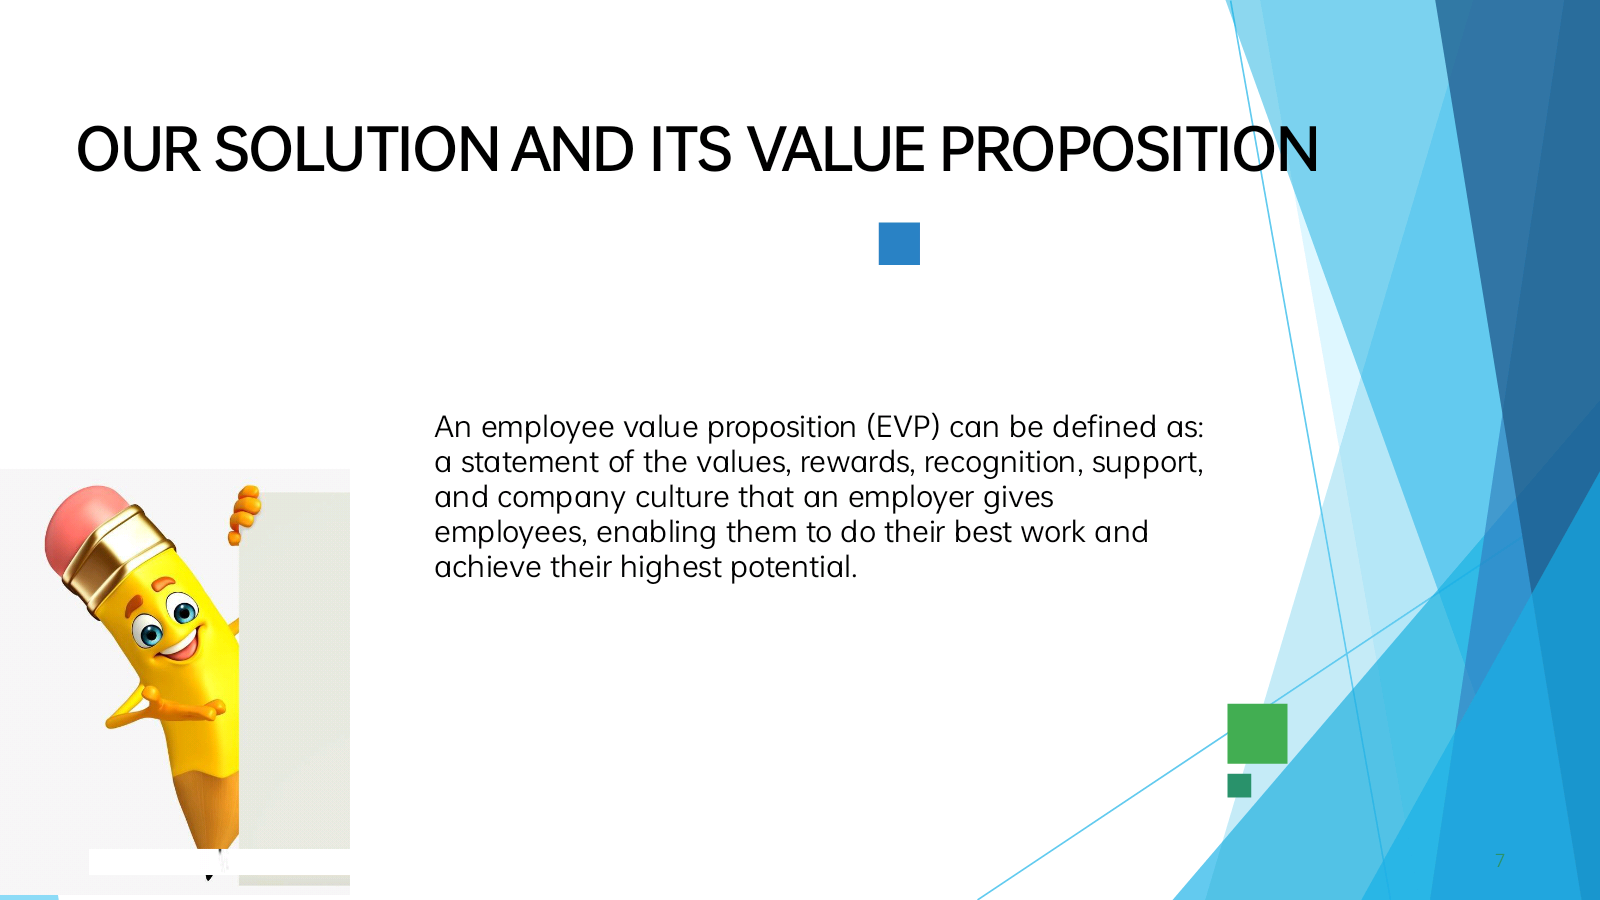 OUR SOLUTION AND ITS VALUE PROPOSITION
An employee value proposition (EVP) can be defined as:
a statement of the values, rewards, recognition, support,
and company culture that an employer gives
employees, enabling them to do their best work and
achieve their highest potential.
7